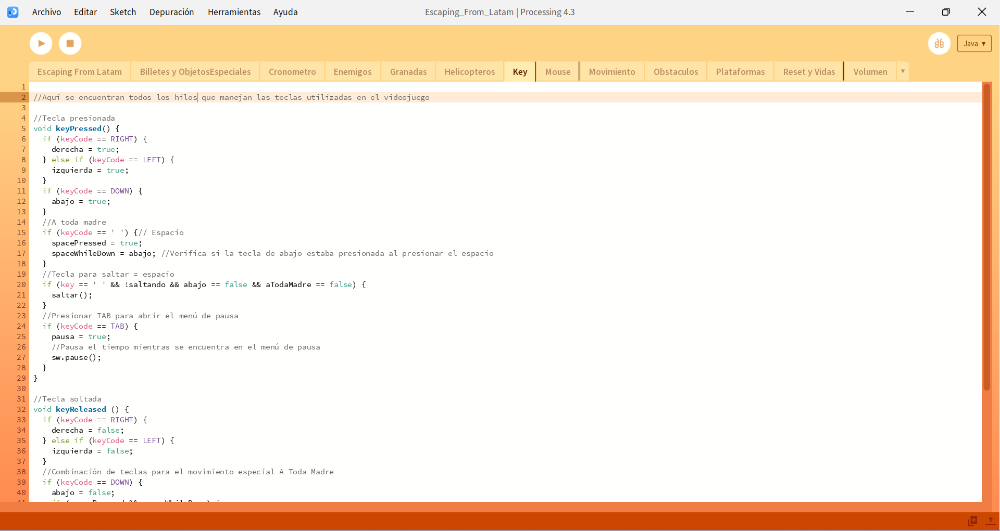 Archivo Editar Sketch Depuración Herramientas Ayuda Escaping_From_Latam | Processing 4.3
Java ▾
Escaping From Latam Billetes y ObjetosEspeciales Cronometro Enemigos Granadas Helicopteros Key Mouse Movimiento Obstaculos Plataformas Reset y Vidas Volumen ▾
1
2 //Aquí se encuentran todos los hilos que manejan las teclas utilizadas en el videojuego
3
4 //Tecla presionada
5 void keyPressed() {
6 if (keyCode == RIGHT) {
7 derecha = true;
8 } else if (keyCode == LEFT) {
9 izquierda = true;
10 }
11 if (keyCode == DOWN) {
12 abajo = true;
13 }
14 //A toda madre
15 if (keyCode == ' ') {// Espacio
16 spacePressed = true;
17 spaceWhileDown = abajo; //Verifica si la tecla de abajo estaba presionada al presionar el espacio
18 }
19 //Tecla para saltar = espacio
20 if (key == ' ' && !saltando && abajo == false && aTodaMadre == false) {
21 saltar();
22 }
23 //Presionar TAB para abrir el menú de pausa
24 if (keyCode == TAB) {
25 pausa = true;
26 //Pausa el tiempo mientras se encuentra en el menú de pausa
27 sw.pause();
28 }
29 }
30
31 //Tecla soltada
32 void keyReleased () {
33 if (keyCode == RIGHT) {
34 derecha = false;
35 } else if (keyCode == LEFT) {
36 izquierda = false;
37 }
38 //Combinación de teclas para el movimiento especial A Toda Madre
39 if (keyCode == DOWN) {
40 abajo = false;